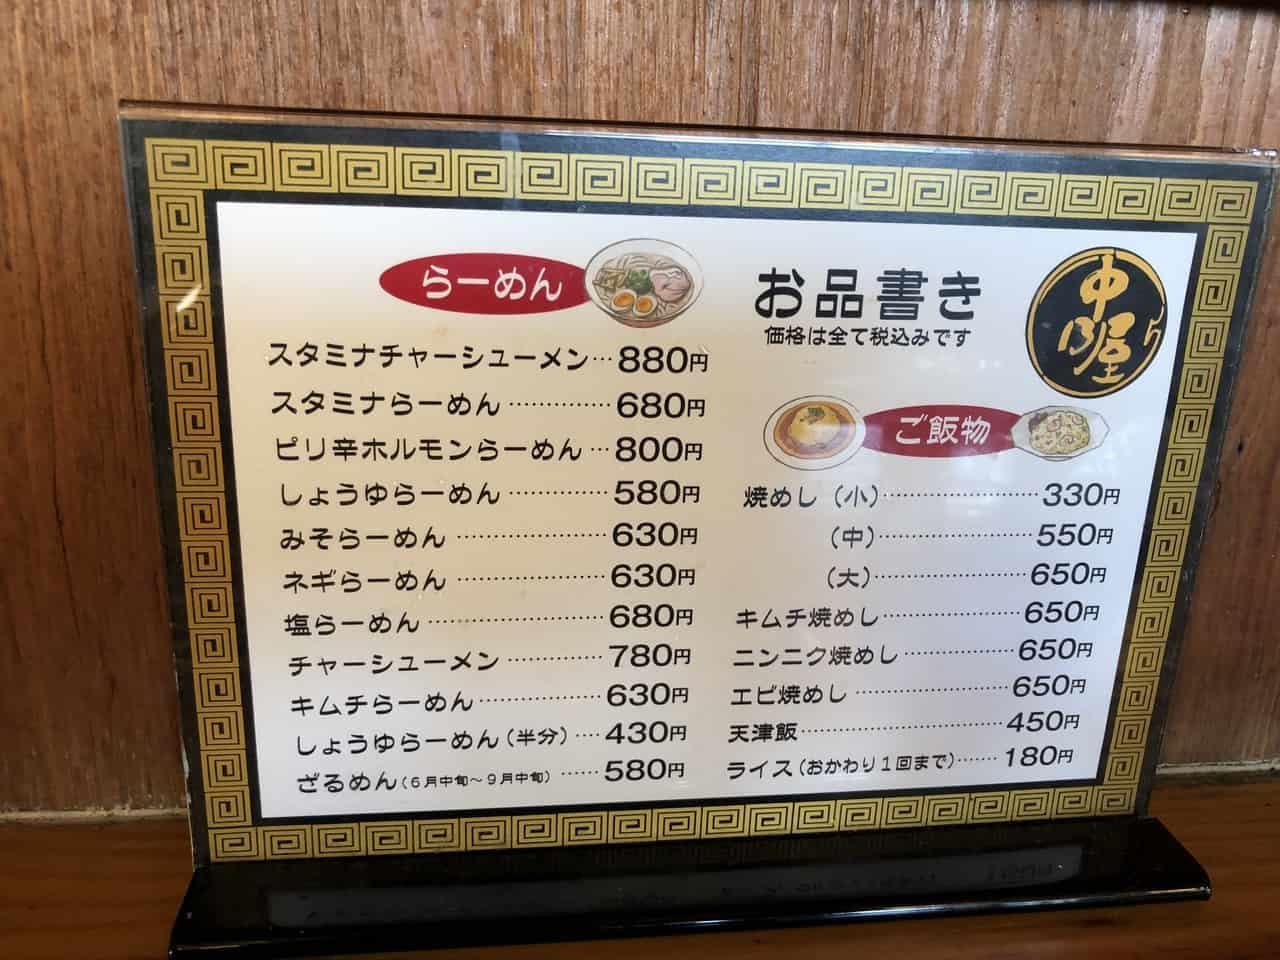 らーめん
スタミナチャーシューメン…880円
スタミナらーめん…………680円
ピリ辛ホルモンらーめん…800円
しょうゆらーめん…………580円
みそらーめん………………630円
ネギらーめん………………630円
塩らーめん…………………680円
チャーシューメン…………780円
キムチらーめん……………630円
しょうゆらーめん(半分)……430円
ざるめん(6月中旬〜9月中旬)……580円
お品書き
価格は全て税込みです
中
屋
ご飯物
焼めし(小)…………………330円
(中)…………………550円
(大)…………………650円
キムチ焼めし………………650円
ニンニク焼めし……………650円
エビ焼めし…………………650円
天津飯………………………450円
ライス(おかわり1回まで)……180円